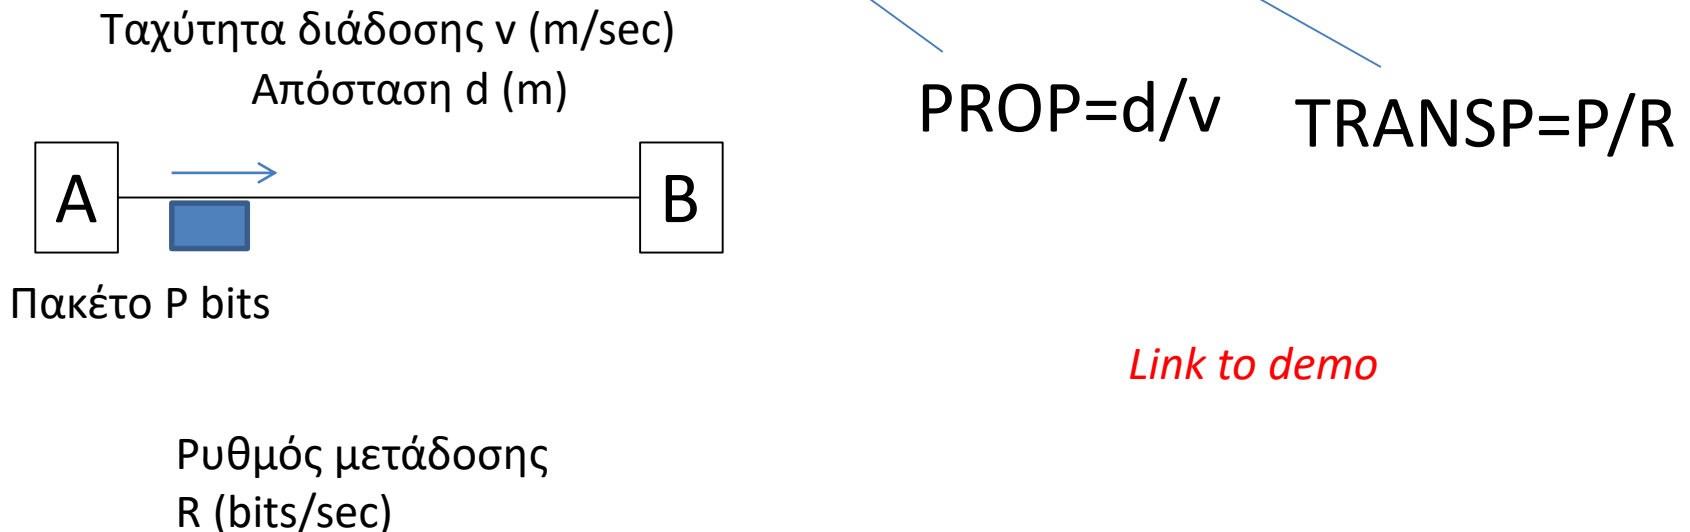 Ταχύτητα διάδοσης v (m/sec)
Απόσταση d (m)
PROP=d/v
TRANSP=P/R
A
B
Πακέτο P bits
Link to demo
Ρυθμός μετάδοσης
R (bits/sec)